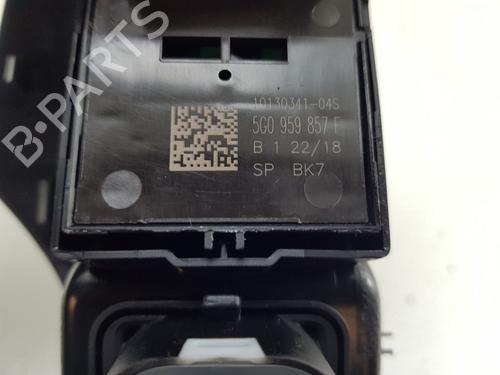 B-PARTS
10130341-04S
5G0 959 857 F
B 1 22/18
SP BK7